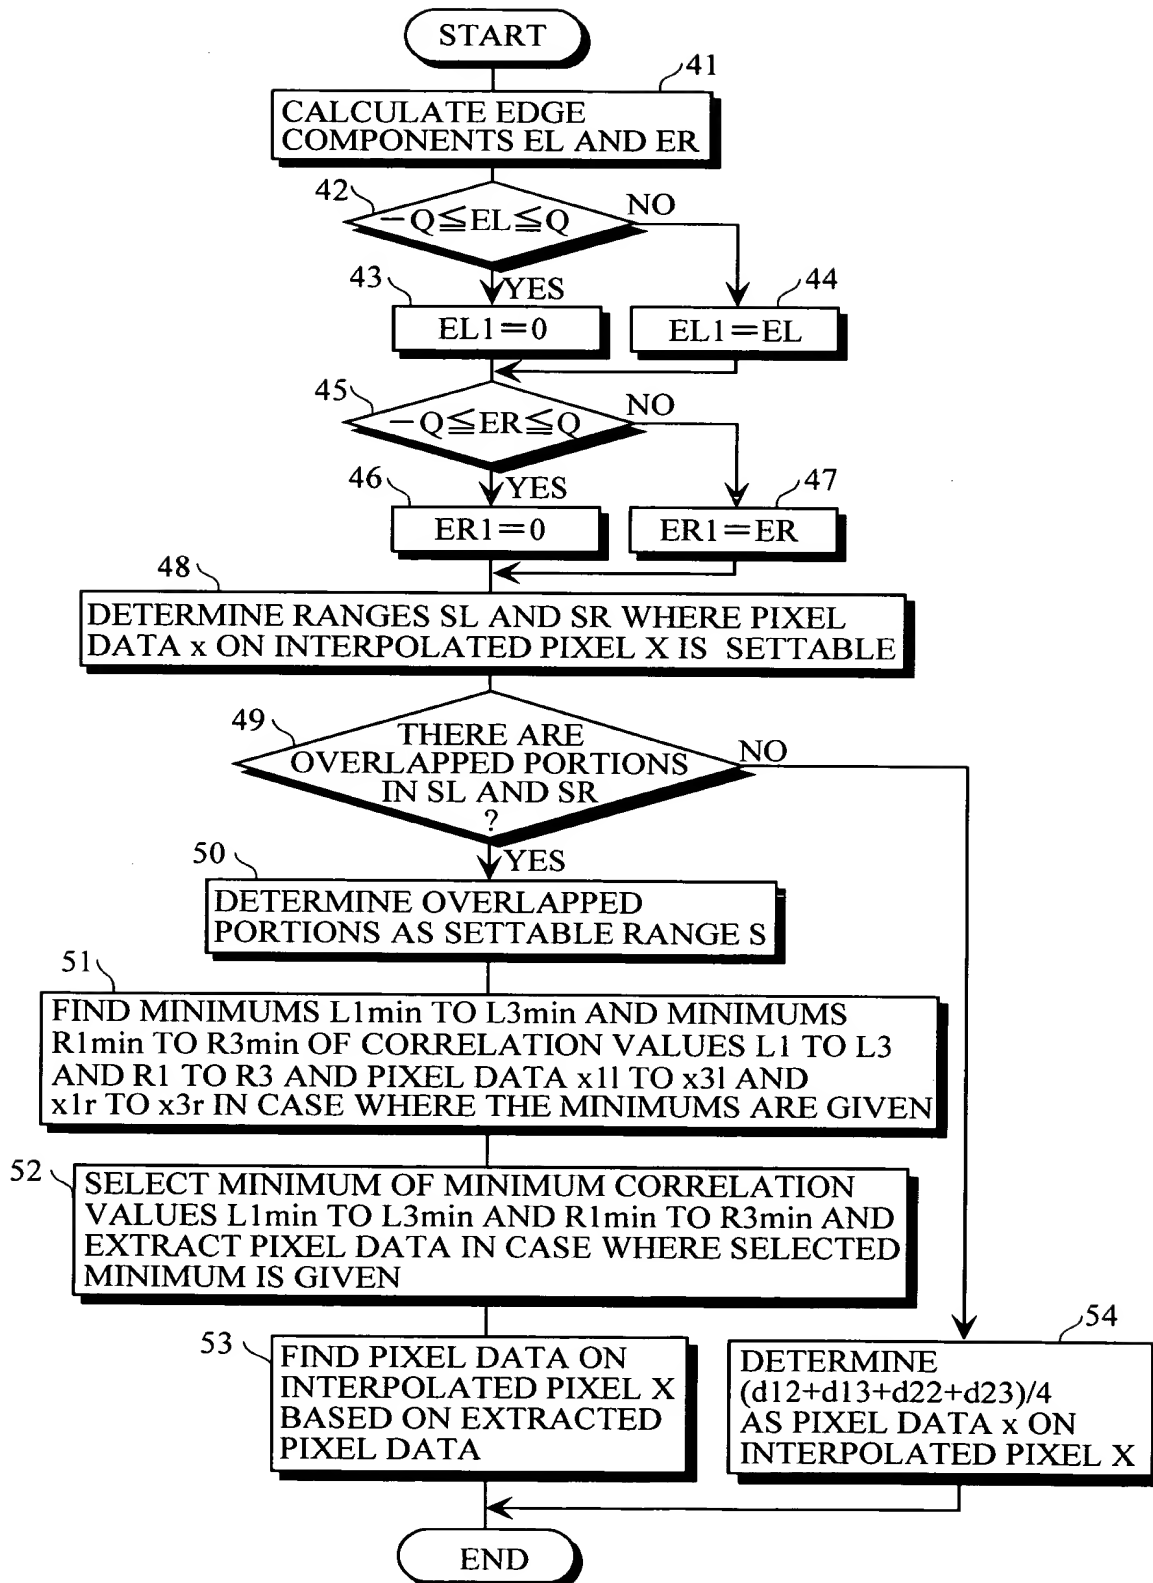 START
41
CALCULATE EDGE
COMPONENTS EL AND ER
42
－Q≦EL≦Q
NO
YES
43
EL1＝0
44
EL1＝EL
45
－Q≦ER≦Q
NO
YES
46
ER1＝0
47
ER1＝ER
48
DETERMINE RANGES SL AND SR WHERE PIXEL
DATA x ON INTERPOLATED PIXEL X IS SETTABLE
49
THERE ARE
OVERLAPPED PORTIONS
IN SL AND SR
?
NO
YES
50
DETERMINE OVERLAPPED
PORTIONS AS SETTABLE RANGE S
51
FIND MINIMUMS L1min TO L3min AND MINIMUMS
R1min TO R3min OF CORRELATION VALUES L1 TO L3
AND R1 TO R3 AND PIXEL DATA x1l TO x3l AND
x1r TO x3r IN CASE WHERE THE MINIMUMS ARE GIVEN
52
SELECT MINIMUM OF MINIMUM CORRELATION
VALUES L1min TO L3min AND R1min TO R3min AND
EXTRACT PIXEL DATA IN CASE WHERE SELECTED
MINIMUM IS GIVEN
53
FIND PIXEL DATA ON
INTERPOLATED PIXEL X
BASED ON EXTRACTED
PIXEL DATA
54
DETERMINE
(d12+d13+d22+d23)/4
AS PIXEL DATA x ON
INTERPOLATED PIXEL X
END